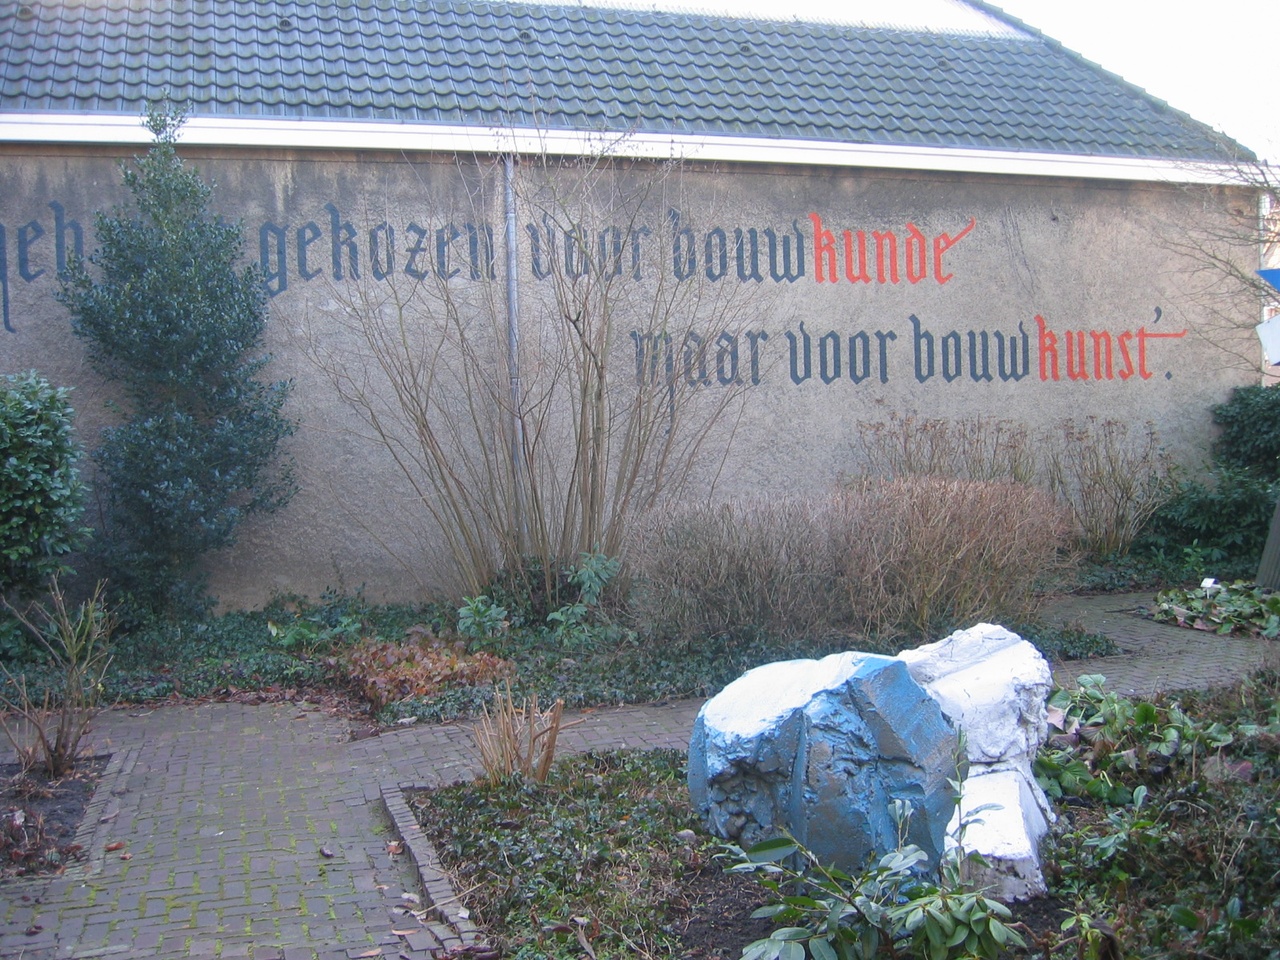 gekozen voor bouwkunde
maar voor bouwkunst'.